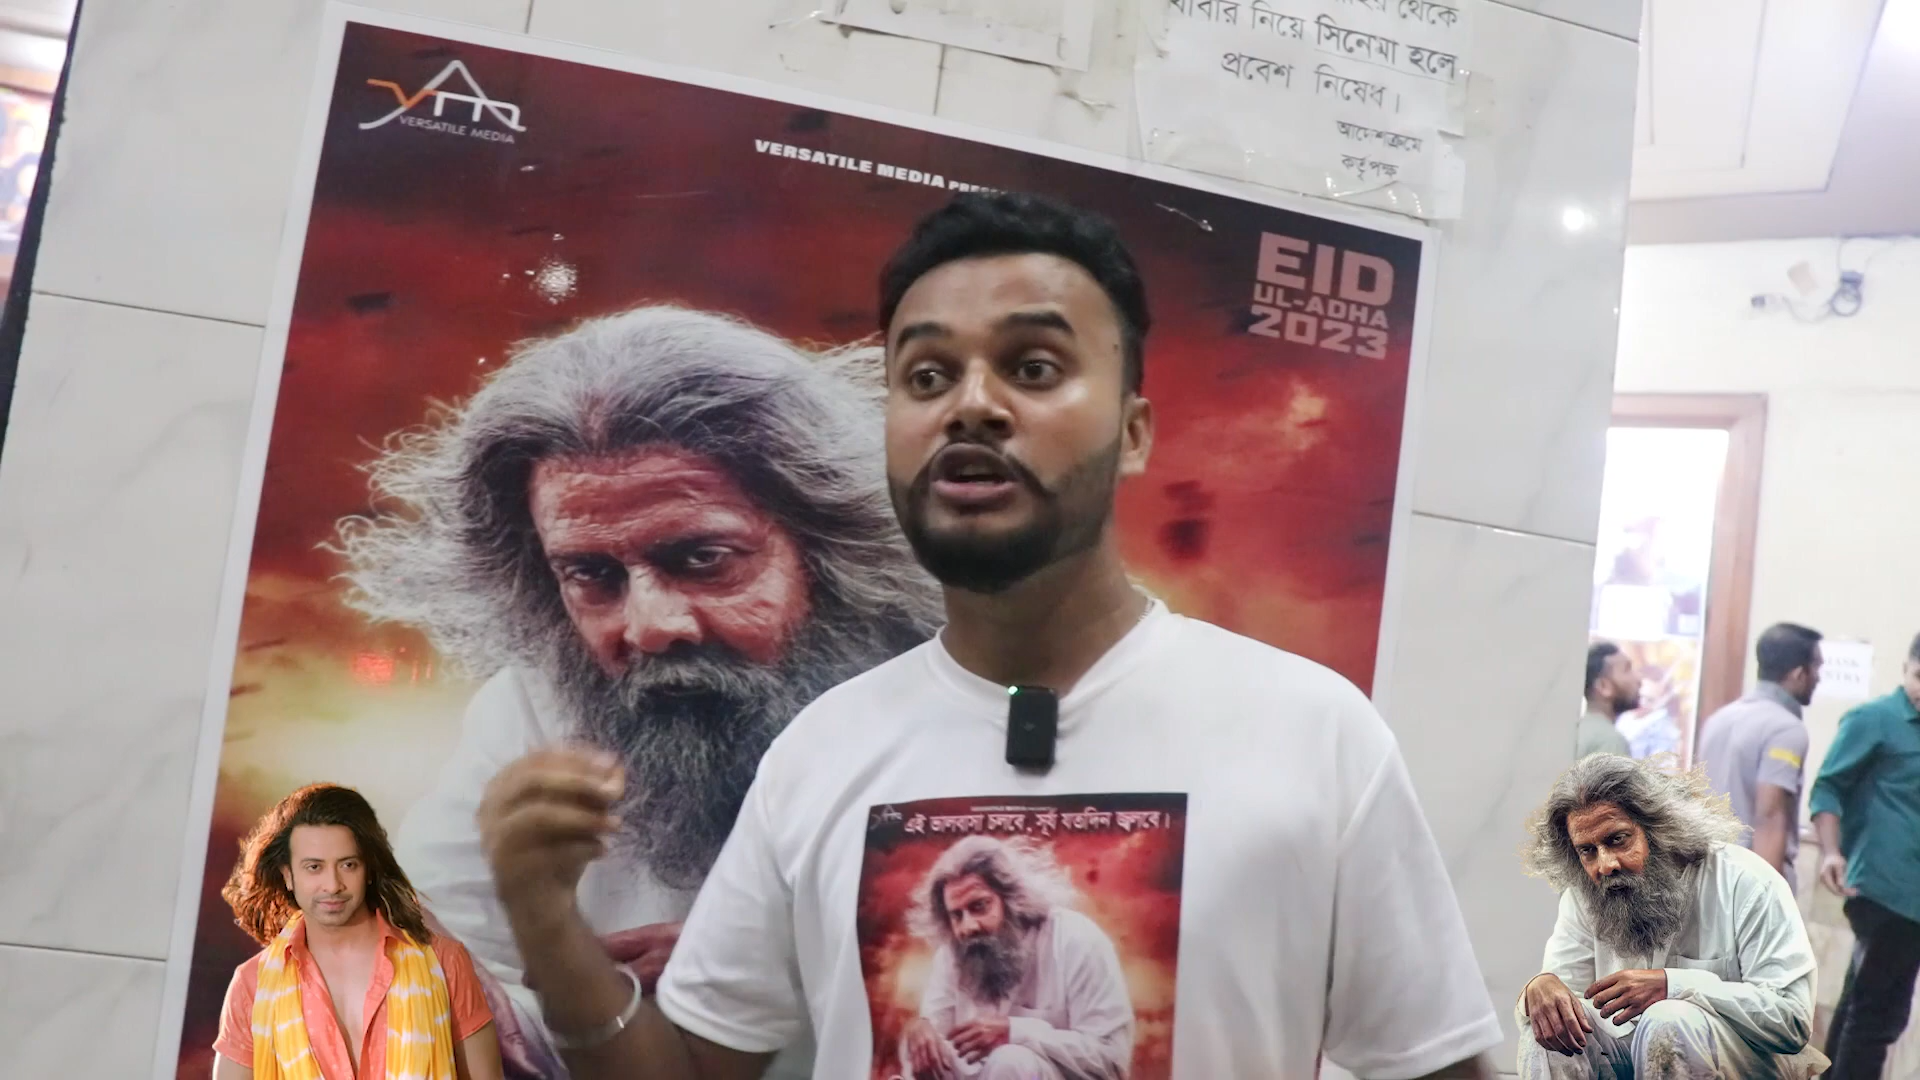 থেকে
খাবার নিয়ে সিনেমা হলে
প্রবেশ নিষেধ।
আদেশক্রমে
কর্তৃপক্ষ
VERSATILE MEDIA
VERSATILE MEDIA
EID
UL-ADHA
2023
এই ভালবাসা চলবে, সূর্য যতদিন জ্বলবে।